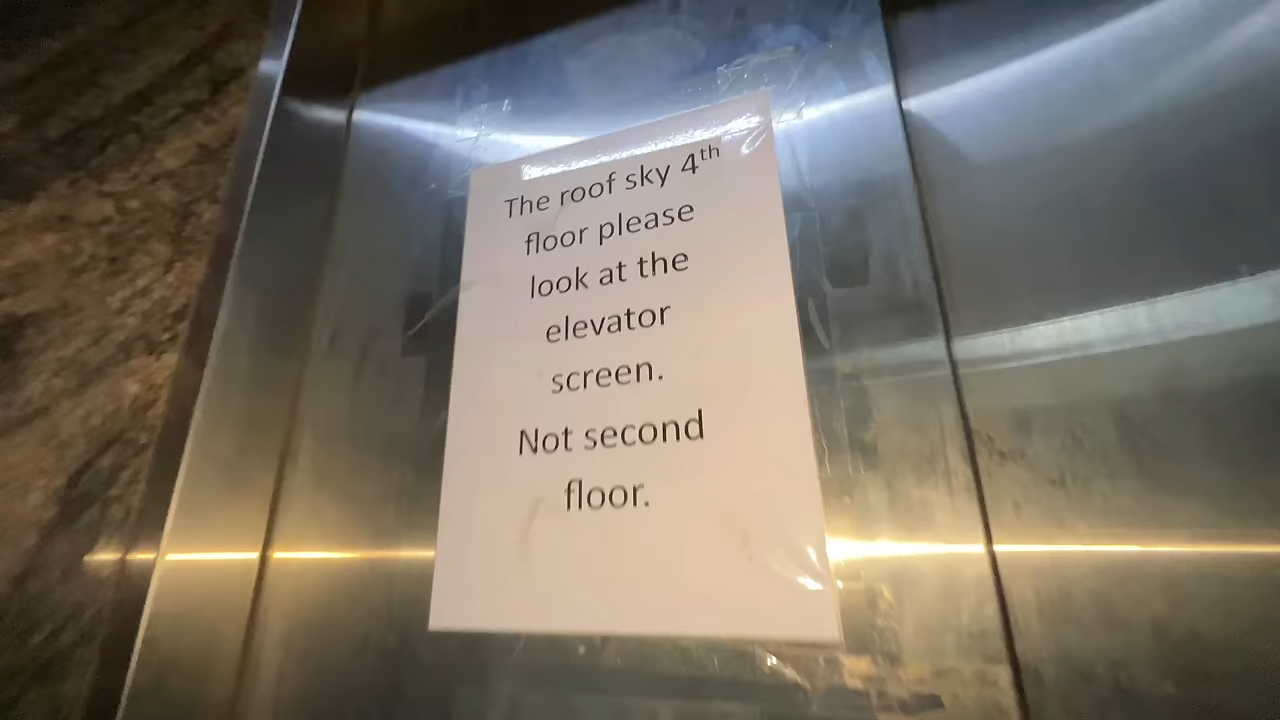 The roof sky 4th
floor please
look at the
elevator
screen.
Not second
floor.